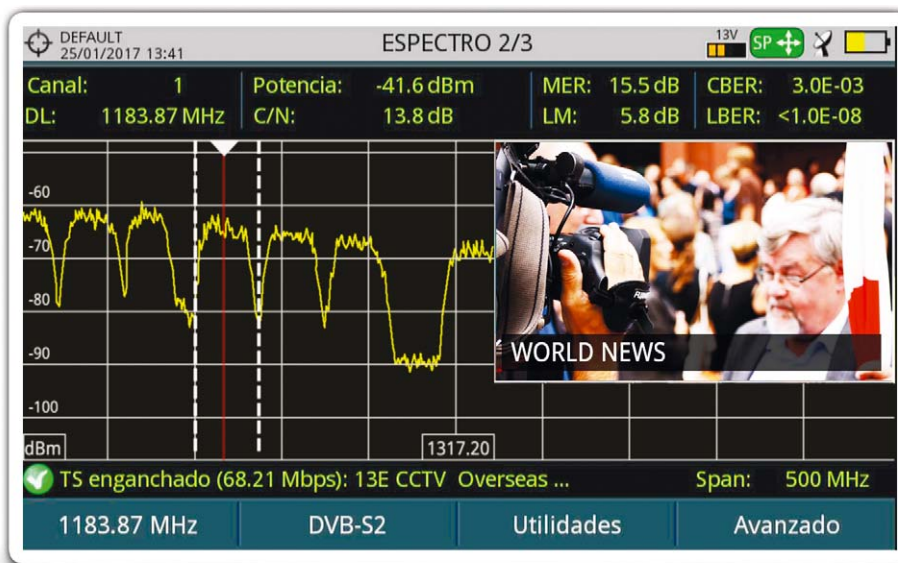 DEFAULT
25/01/2017 13:41
ESPECTRO 2/3
13V
SP
Canal: 1
DL: 1183.87 MHz
Potencia: -41.6 dBm
C/N: 13.8 dB
MER: 15.5 dB
LM: 5.8 dB
CBER: 3.0E-03
LBER: <1.0E-08
-60
-70
-80
-90
-100
dBm
1317.20
WORLD NEWS
TS enganchado (68.21 Mbps): 13E CCTV Overseas ...
Span: 500 MHz
1183.87 MHz
DVB-S2
Utilidades
Avanzado